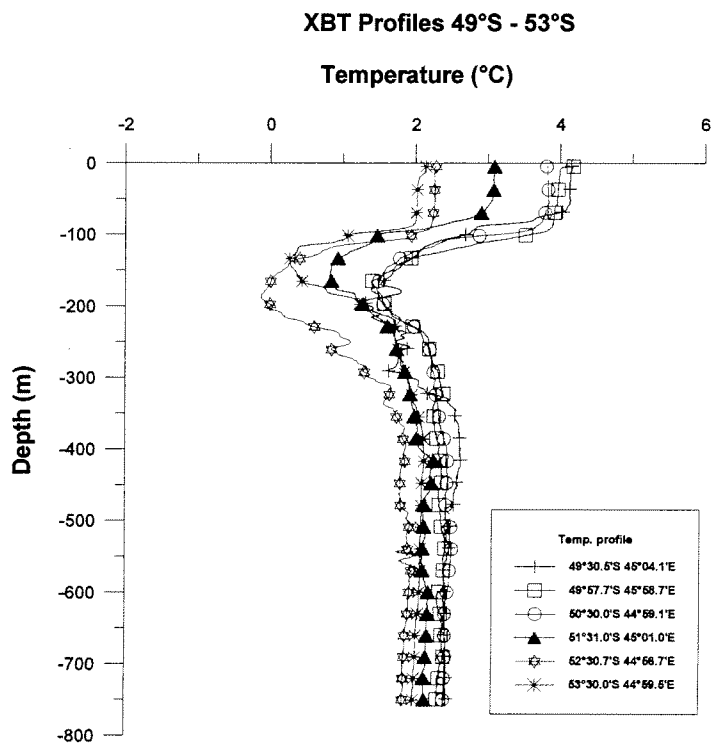 XBT Profiles 49°S - 53°S
Temperature (°C)
-2 0 2 4 6
0
-100
-200
-300
-400
-500
-600
-700
-800
Depth (m)
Temp. profile
49°30.5'S 45°04.1'E
49°57.7'S 45°58.7'E
50°30.0'S 44°59.1'E
51°31.0'S 45°01.0'E
52°30.7'S 44°56.7'E
53°30.0'S 44°59.5'E